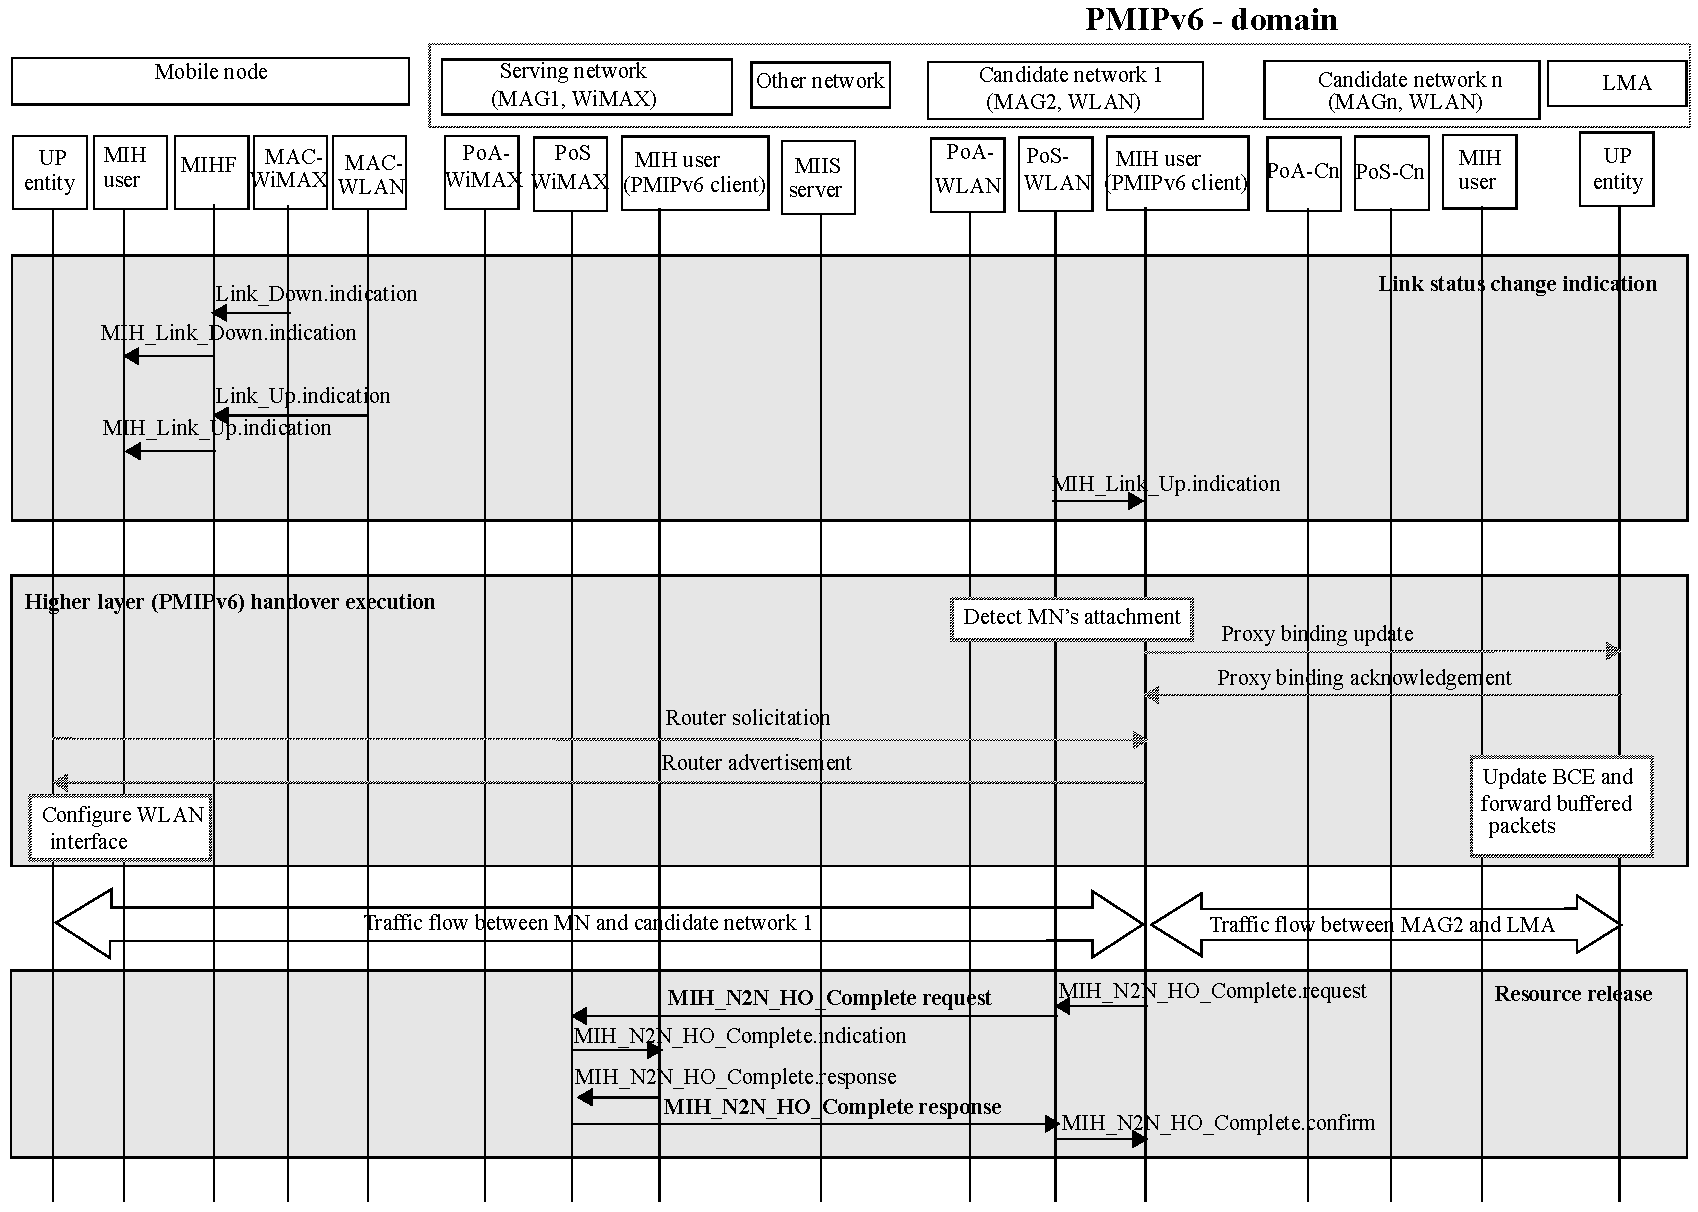 PMIPv6 - domain
Mobile node
Serving network
(MAG1, WiMAX)
Other network
Candidate network 1
(MAG2, WLAN)
Candidate network n
(MAGn, WLAN)
LMA
UP
entity
MIH
user
MIHF
MAC-
WiMAX
MAC-
WLAN
PoA-
WiMAX
PoS
WiMAX
MIH user
(PMIPv6 client)
MIIS
server
PoA-
WLAN
PoS-
WLAN
MIH user
(PMIPv6 client)
PoA-Cn
PoS-Cn
MIH
user
UP
entity
Link status change indication
Link_Down.indication
MIH_Link_Down.indication
Link_Up.indication
MIH_Link_Up.indication
MIH_Link_Up.indication
Higher layer (PMIPv6) handover execution
Detect MN’s attachment
Proxy binding update
Proxy binding acknowledgement
Router solicitation
Router advertisement
Configure WLAN
interface
Update BCE and
forward buffered
packets
Traffic flow between MN and candidate network 1
Traffic flow between MAG2 and LMA
Resource release
MIH_N2N_HO_Complete.request
MIH_N2N_HO_Complete request
MIH_N2N_HO_Complete.indication
MIH_N2N_HO_Complete.response
MIH_N2N_HO_Complete response
MIH_N2N_HO_Complete.confirm